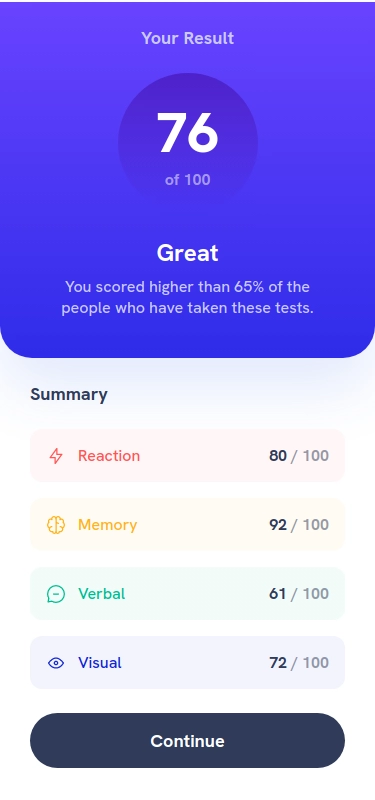 Your Result
76
of 100
Great
You scored higher than 65% of the
people who have taken these tests.
Summary
Reaction 80 / 100
Memory 92 / 100
Verbal 61 / 100
Visual 72 / 100
Continue